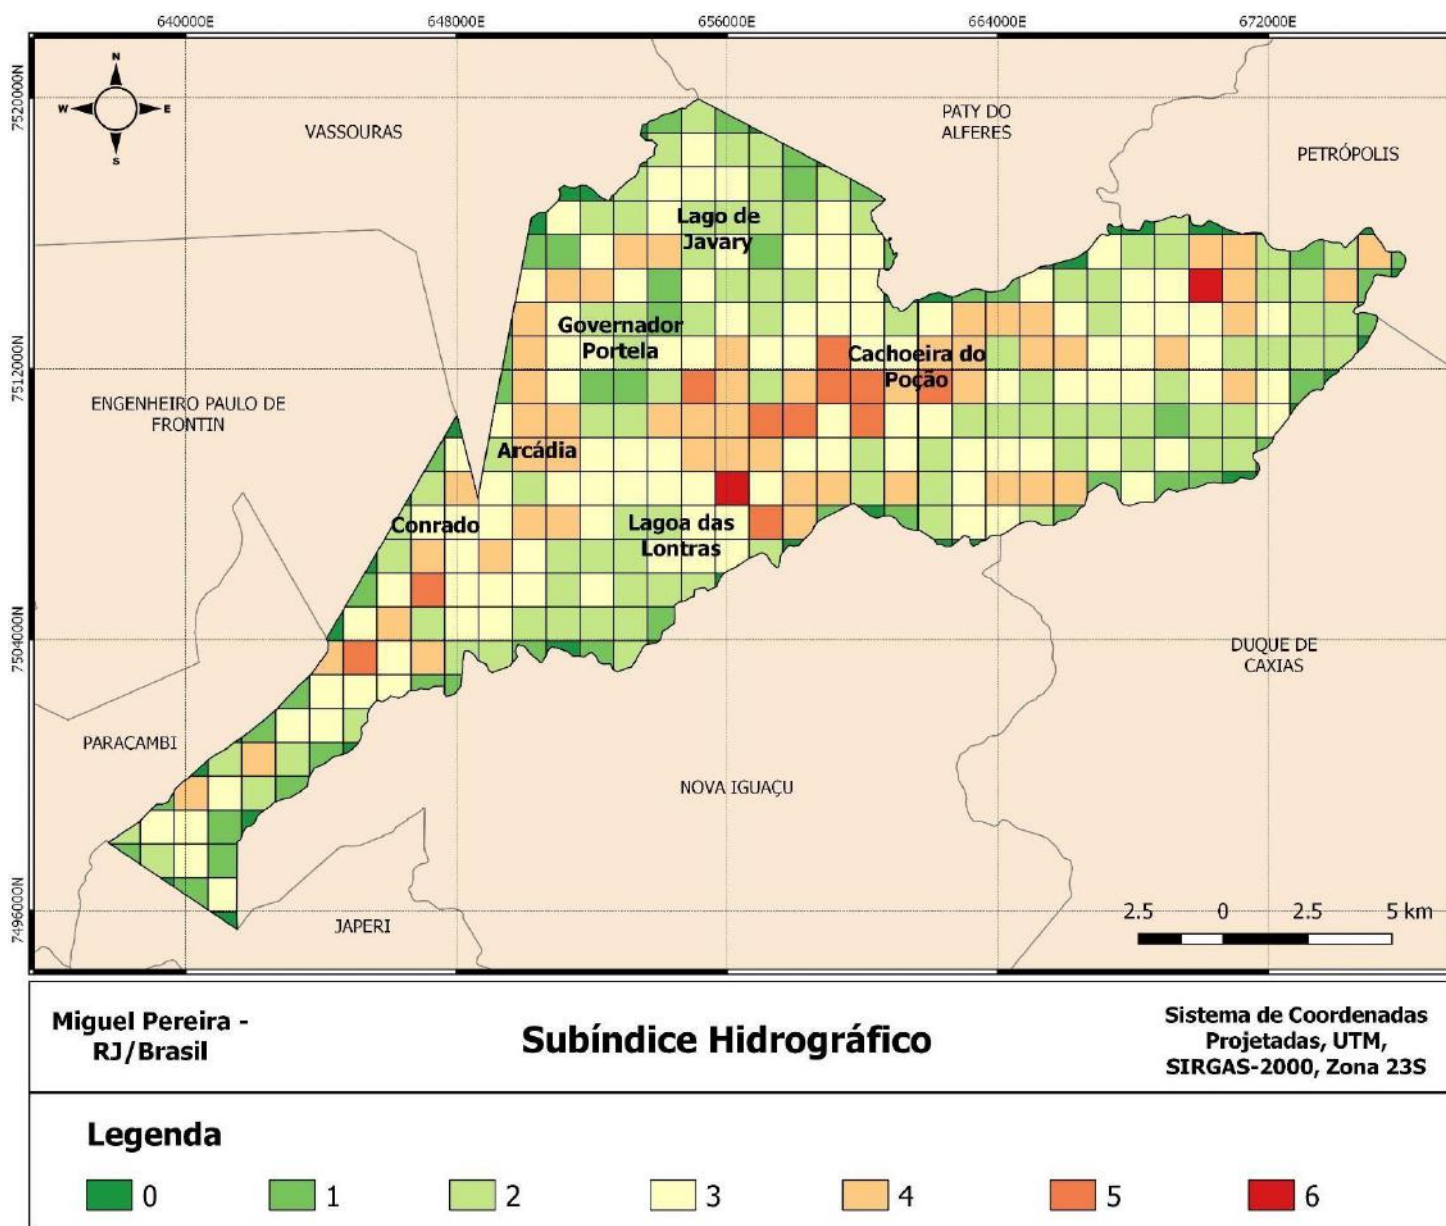 640000E
648000E
656000E
664000E
672000E
7520000N
7512000N
7504000N
7496000N
N
W
E
S
VASSOURAS
PATY DO
ALFERES
PETRÓPOLIS
Lago de
Javary
Governador
Portela
Cachoeira do
Poção
ENGENHEIRO PAULO DE
FRONTIN
Arcádia
Conrado
Lagoa das
Lontras
DUQUE DE
CAXIAS
PARACAMBI
NOVA IGUAÇU
JAPERI
2.5 0 2.5 5 km
Miguel Pereira -
RJ/Brasil
Subíndice Hidrográfico
Sistema de Coordenadas
Projetadas, UTM,
SIRGAS-2000, Zona 23S
Legenda
0 1 2 3 4 5 6